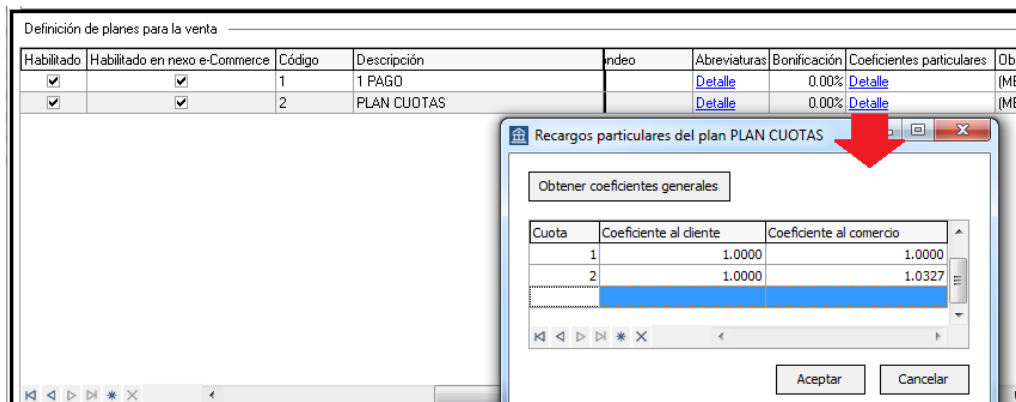 Definición de planes para la venta
Habilitado Habilitado en nexo e-Commerce Código Descripción ndeo Abreviaturas Bonificación Coeficientes particulares Ob
1 1 PAGO Detalle 0.00% Detalle (ME
2 PLAN CUOTAS Detalle 0.00% Detalle (ME
Recargos particulares del plan PLAN CUOTAS
Obtener coeficientes generales
Cuota Coeficiente al cliente Coeficiente al comercio
1 1.0000 1.0000
2 1.0000 1.0327
Aceptar Cancelar